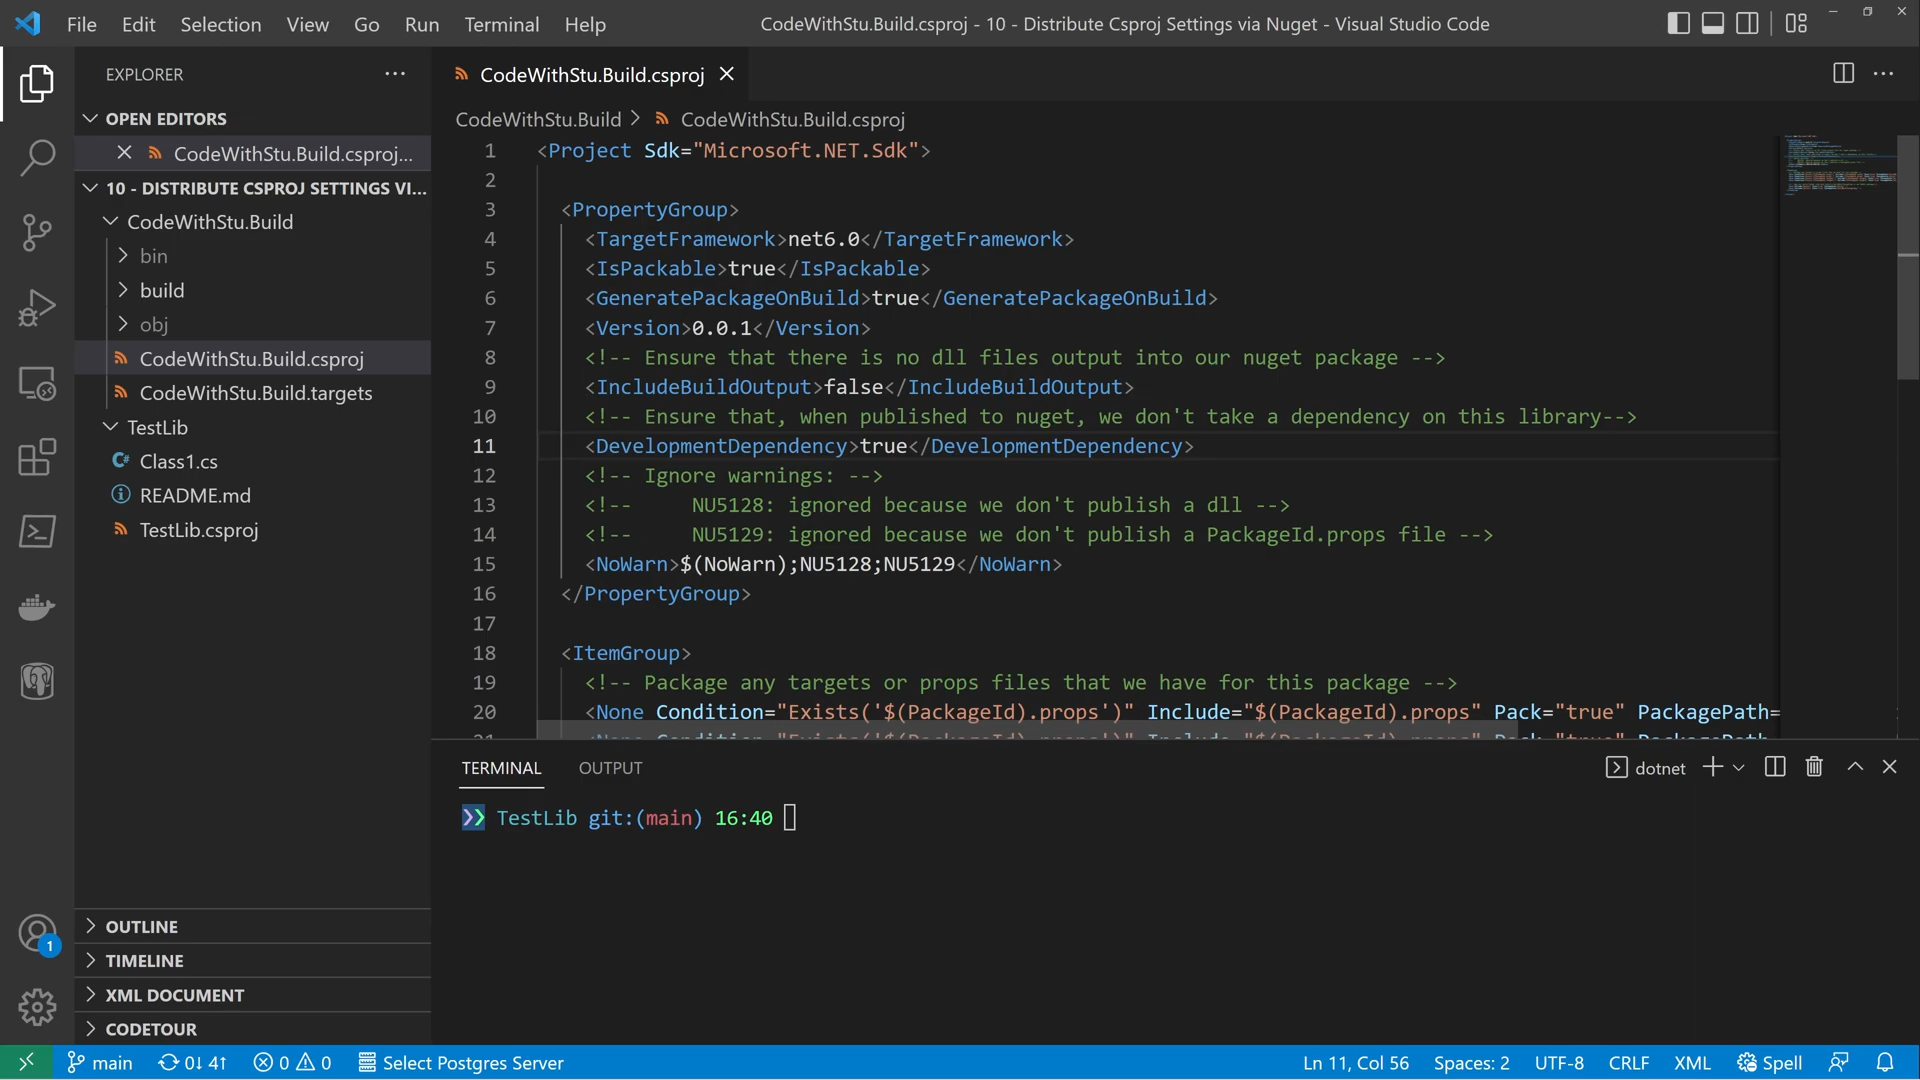 File Edit Selection View Go Run Terminal Help
CodeWithStu.Build.csproj - 10 - Distribute Csproj Settings via Nuget - Visual Studio Code
EXPLORER
OPEN EDITORS
CodeWithStu.Build.csproj...
10 - DISTRIBUTE CSPROJ SETTINGS VI...
CodeWithStu.Build
bin
build
obj
CodeWithStu.Build.csproj
CodeWithStu.Build.targets
TestLib
Class1.cs
README.md
TestLib.csproj
OUTLINE
TIMELINE
XML DOCUMENT
CODETOUR
CodeWithStu.Build.csproj
CodeWithStu.Build > CodeWithStu.Build.csproj
1 <Project Sdk="Microsoft.NET.Sdk">
2
3 <PropertyGroup>
4 <TargetFramework>net6.0</TargetFramework>
5 <IsPackable>true</IsPackable>
6 <GeneratePackageOnBuild>true</GeneratePackageOnBuild>
7 <Version>0.0.1</Version>
8 <!-- Ensure that there is no dll files output into our nuget package -->
9 <IncludeBuildOutput>false</IncludeBuildOutput>
10 <!-- Ensure that, when published to nuget, we don't take a dependency on this library-->
11 <DevelopmentDependency>true</DevelopmentDependency>
12 <!-- Ignore warnings: -->
13 <!--     NU5128: ignored because we don't publish a dll -->
14 <!--     NU5129: ignored because we don't publish a PackageId.props file -->
15 <NoWarn>$(NoWarn);NU5128;NU5129</NoWarn>
16 </PropertyGroup>
17
18 <ItemGroup>
19 <!-- Package any targets or props files that we have for this package -->
20 <None Condition="Exists('$(PackageId).props')" Include="$(PackageId).props" Pack="true" PackagePath=
TERMINAL OUTPUT
dotnet
TestLib git:(main) 16:40
1
main 0↓ 4↑ 0 0 Select Postgres Server
Ln 11, Col 56 Spaces: 2 UTF-8 CRLF XML Spell